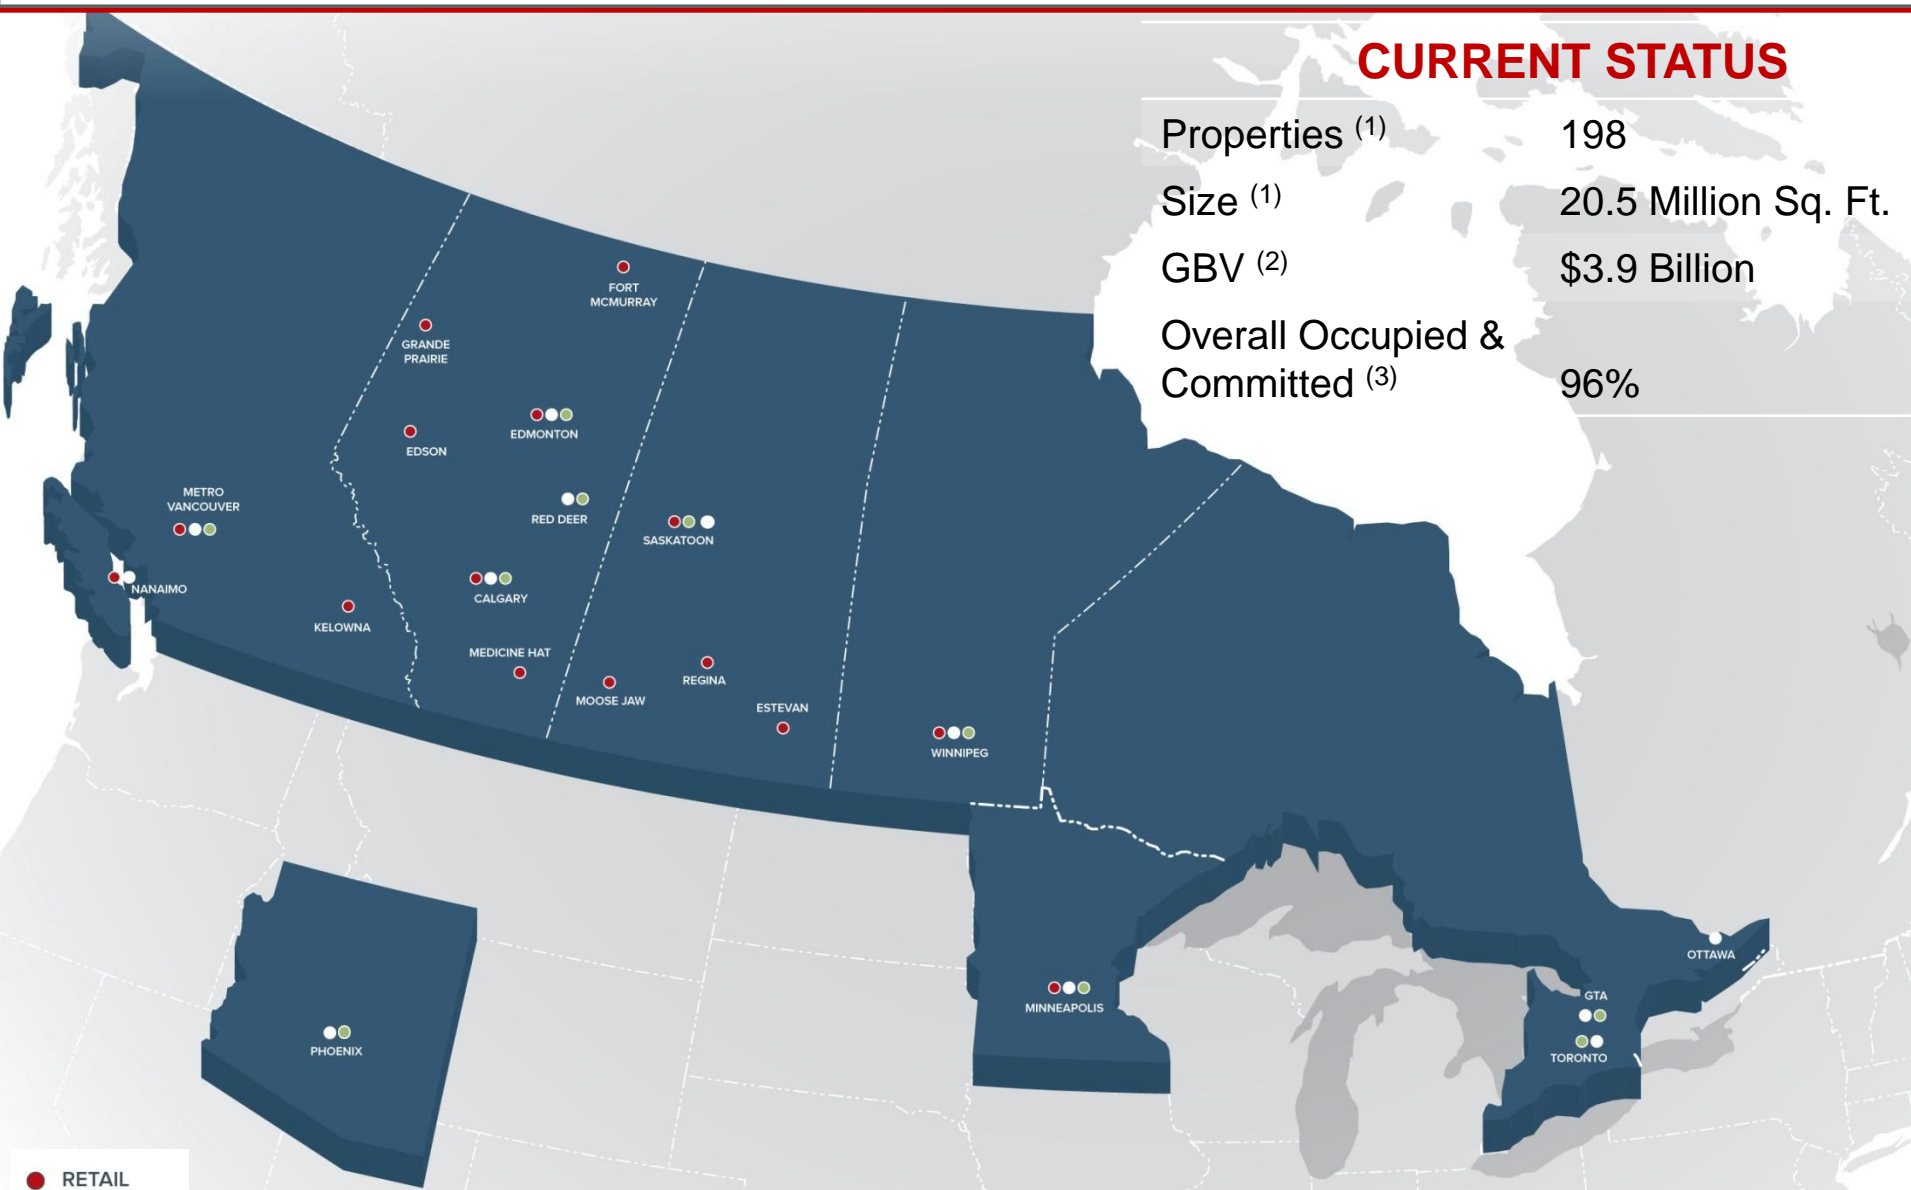 CURRENT STATUS
Properties (1) 198
Size (1) 20.5 Million Sq. Ft.
GBV (2) $3.9 Billion
Overall Occupied &
Committed (3) 96%
FORT
MCMURRAY
GRANDE
PRAIRIE
EDMONTON
EDSON
METRO
VANCOUVER
RED DEER
SASKATOON
NANAIMO
CALGARY
KELOWNA
MEDICINE HAT
REGINA
MOOSE JAW
ESTEVAN
WINNIPEG
OTTAWA
GTA
MINNEAPOLIS
PHOENIX
TORONTO
RETAIL